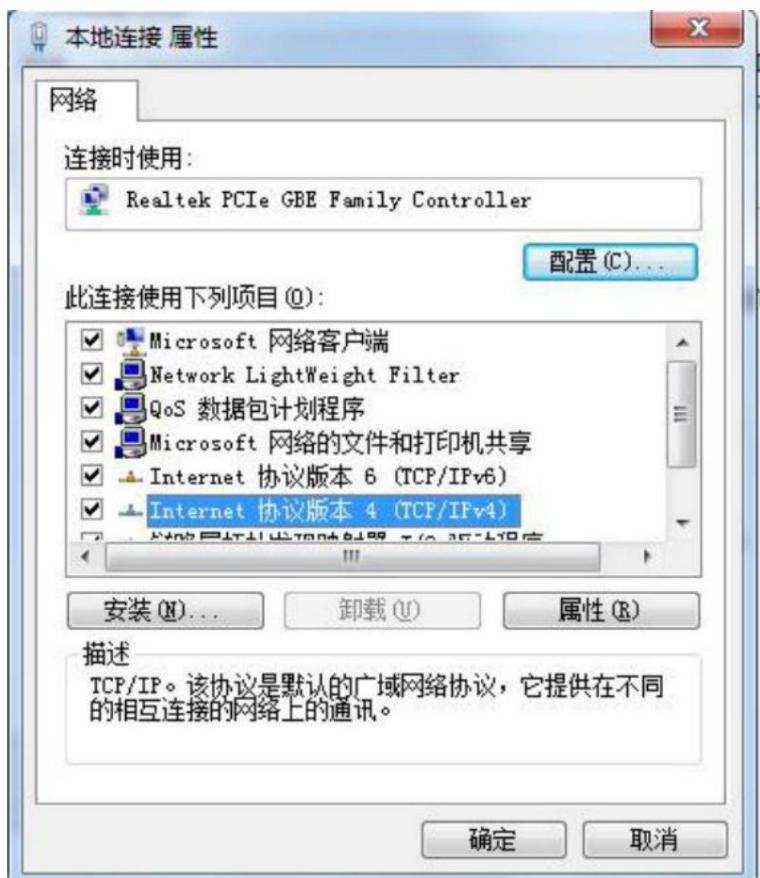 本地连接 属性
网络
连接时使用:
Realtek PCIe GBE Family Controller
配置(C)...
此连接使用下列项目(O):
Microsoft 网络客户端
Network LightWeight Filter
QoS 数据包计划程序
Microsoft 网络的文件和打印机共享
Internet 协议版本 6 (TCP/IPv6)
Internet 协议版本 4 (TCP/IPv4)
安装(N)...
卸载(U)
属性(R)
描述
TCP/IP。该协议是默认的广域网络协议，它提供在不同
的相互连接的网络上的通讯。
确定
取消